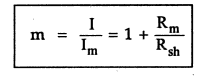 m = I / I_m = 1 + R_m / R_sh